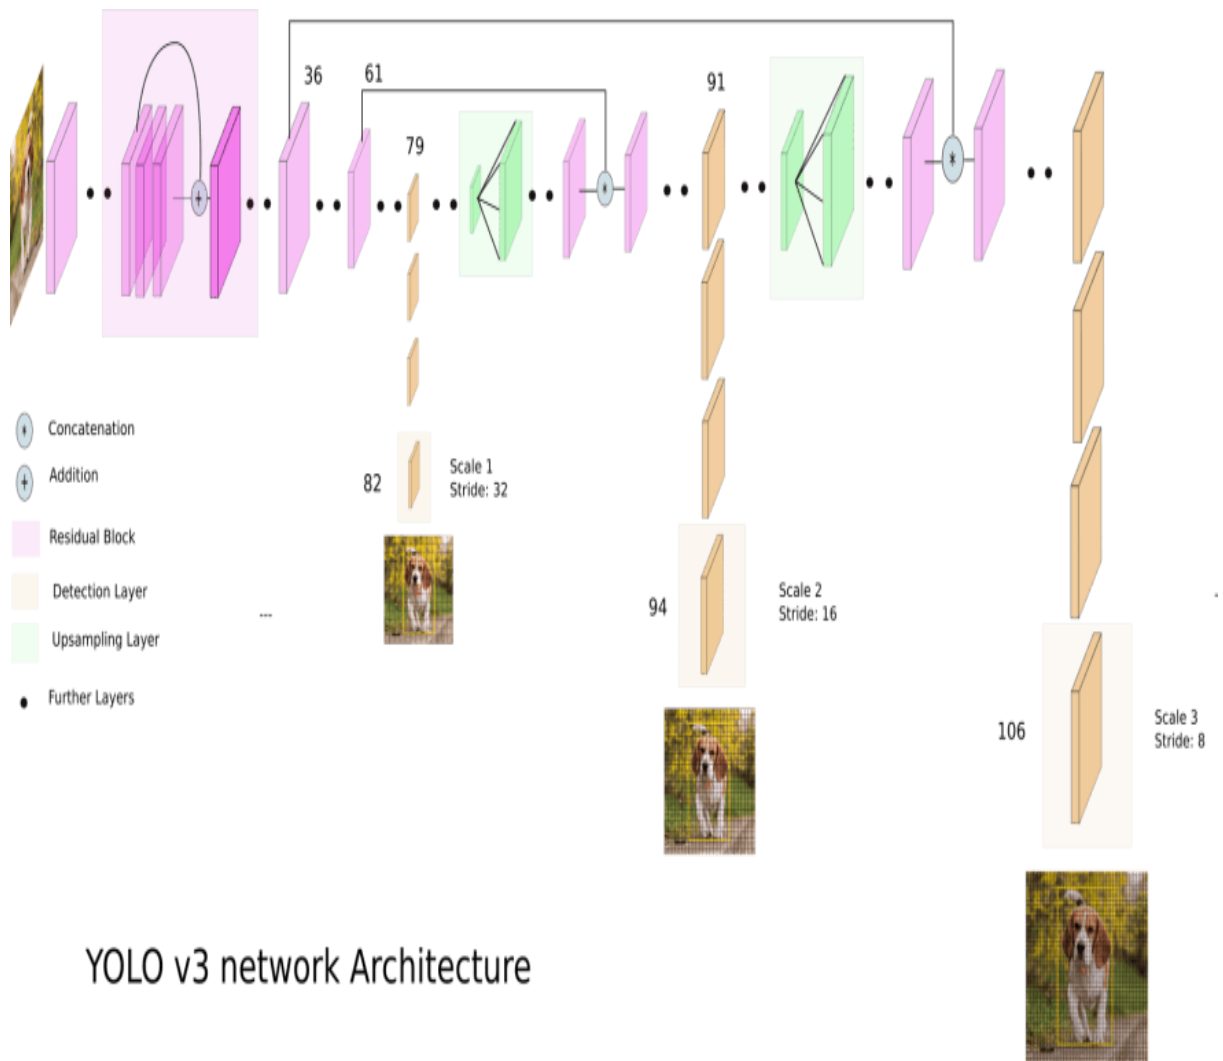 36
61
91
79
+
*
*
* Concatenation
+ Addition
Residual Block
Detection Layer
Upsampling Layer
Further Layers
---
82
Scale 1
Stride: 32
94
Scale 2
Stride: 16
106
Scale 3
Stride: 8
YOLO v3 network Architecture